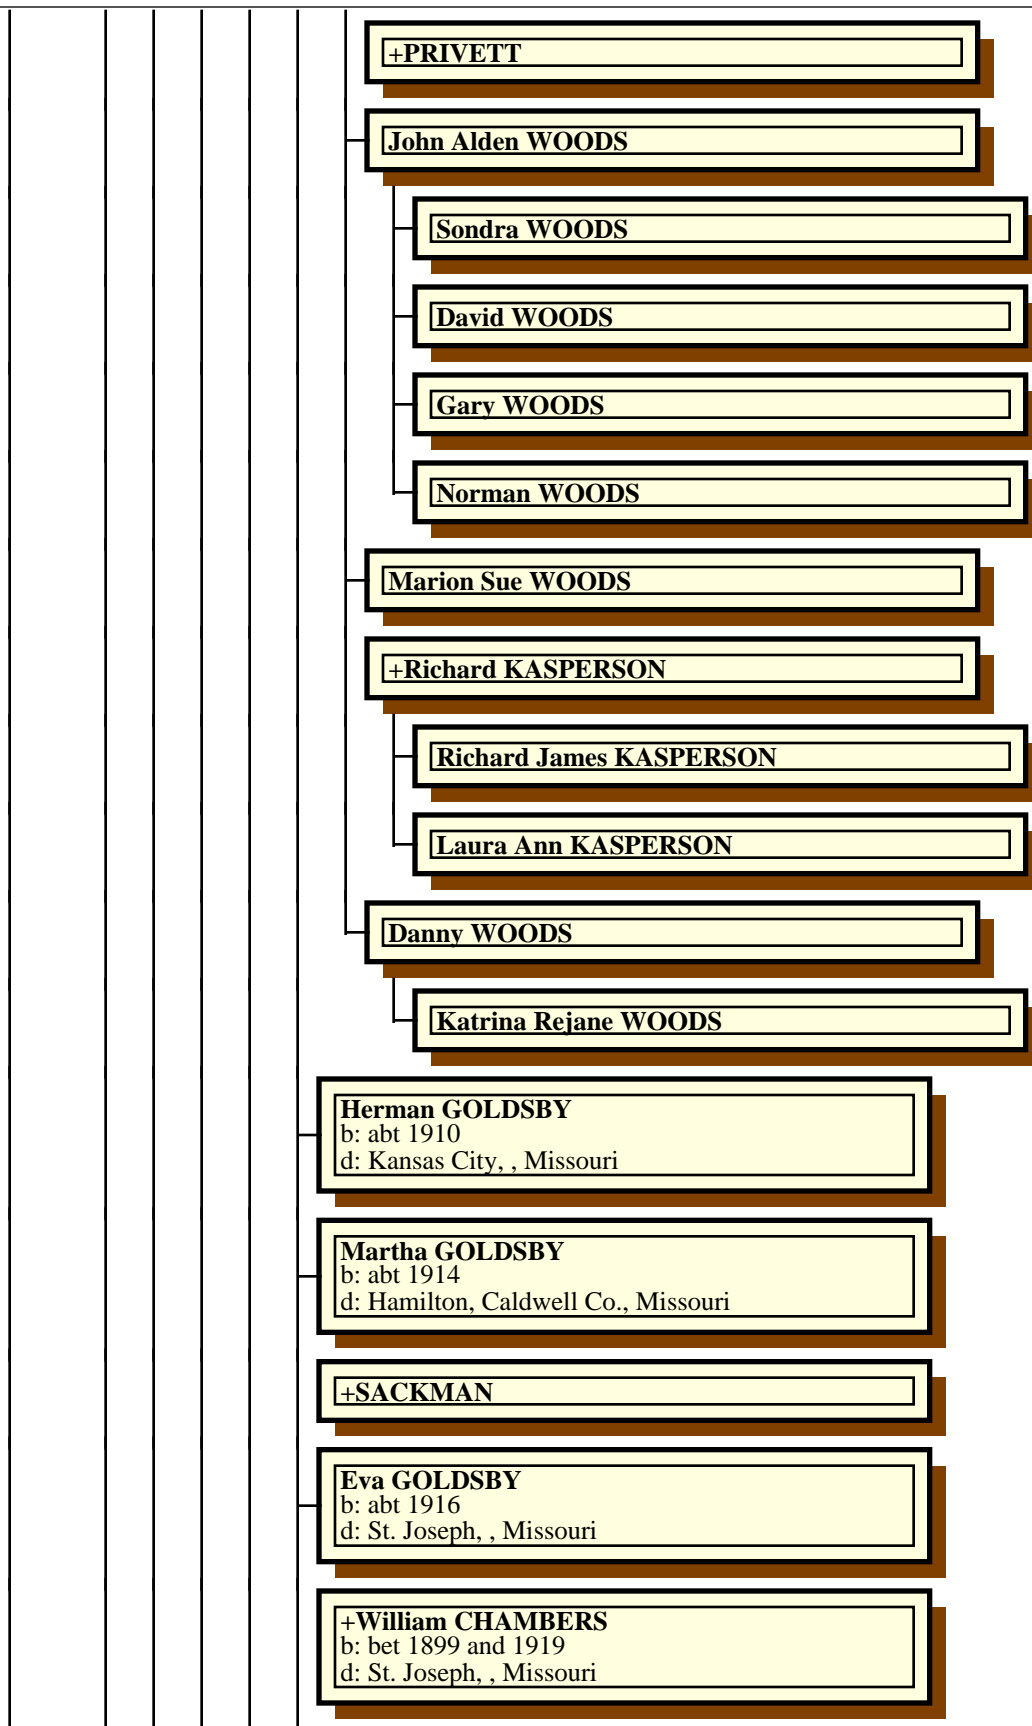 +PRIVETT
John Alden WOODS
Sondra WOODS
David WOODS
Gary WOODS
Norman WOODS
Marion Sue WOODS
+Richard KASPERSON
Richard James KASPERSON
Laura Ann KASPERSON
Danny WOODS
Katrina Rejane WOODS
Herman GOLDSBY
b: abt 1910
d: Kansas City, , Missouri
Martha GOLDSBY
b: abt 1914
d: Hamilton, Caldwell Co., Missouri
+SACKMAN
Eva GOLDSBY
b: abt 1916
d: St. Joseph, , Missouri
+William CHAMBERS
b: bet 1899 and 1919
d: St. Joseph, , Missouri